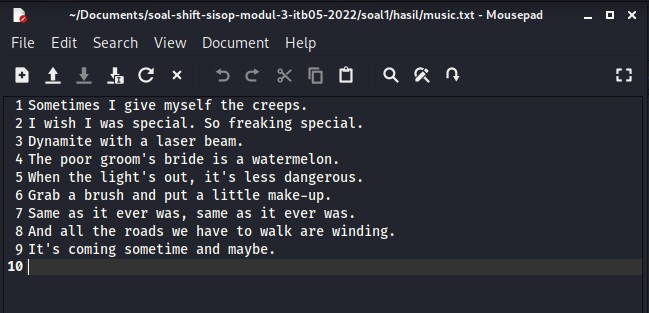 ~/Documents/soal-shift-sisop-modul-3-itb05-2022/soal1/hasil/music.txt - Mousepad
File Edit Search View Document Help
1 Sometimes I give myself the creeps.
2 I wish I was special. So freaking special.
3 Dynamite with a laser beam.
4 The poor groom's bride is a watermelon.
5 When the light's out, it's less dangerous.
6 Grab a brush and put a little make-up.
7 Same as it ever was, same as it ever was.
8 And all the roads we have to walk are winding.
9 It's coming sometime and maybe.
10